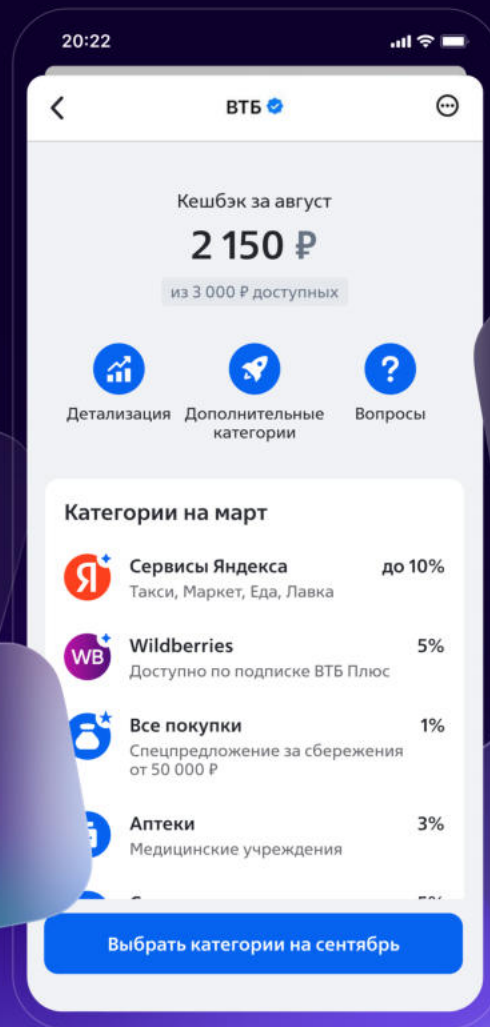 20:22
ВТБ
Кешбэк за август
2 150 ₽
из 3 000 ₽ доступных
?
Детализация Дополнительные категории Вопросы
Категории на март
Я Сервисы Яндекса до 10%
Такси, Маркет, Еда, Лавка
WB Wildberries 5%
Доступно по подписке ВТБ Плюс
Все покупки 1%
Спецпредложение за сбережения
от 50 000 ₽
Аптеки 3%
Медицинские учреждения
Выбрать категории на сентябрь